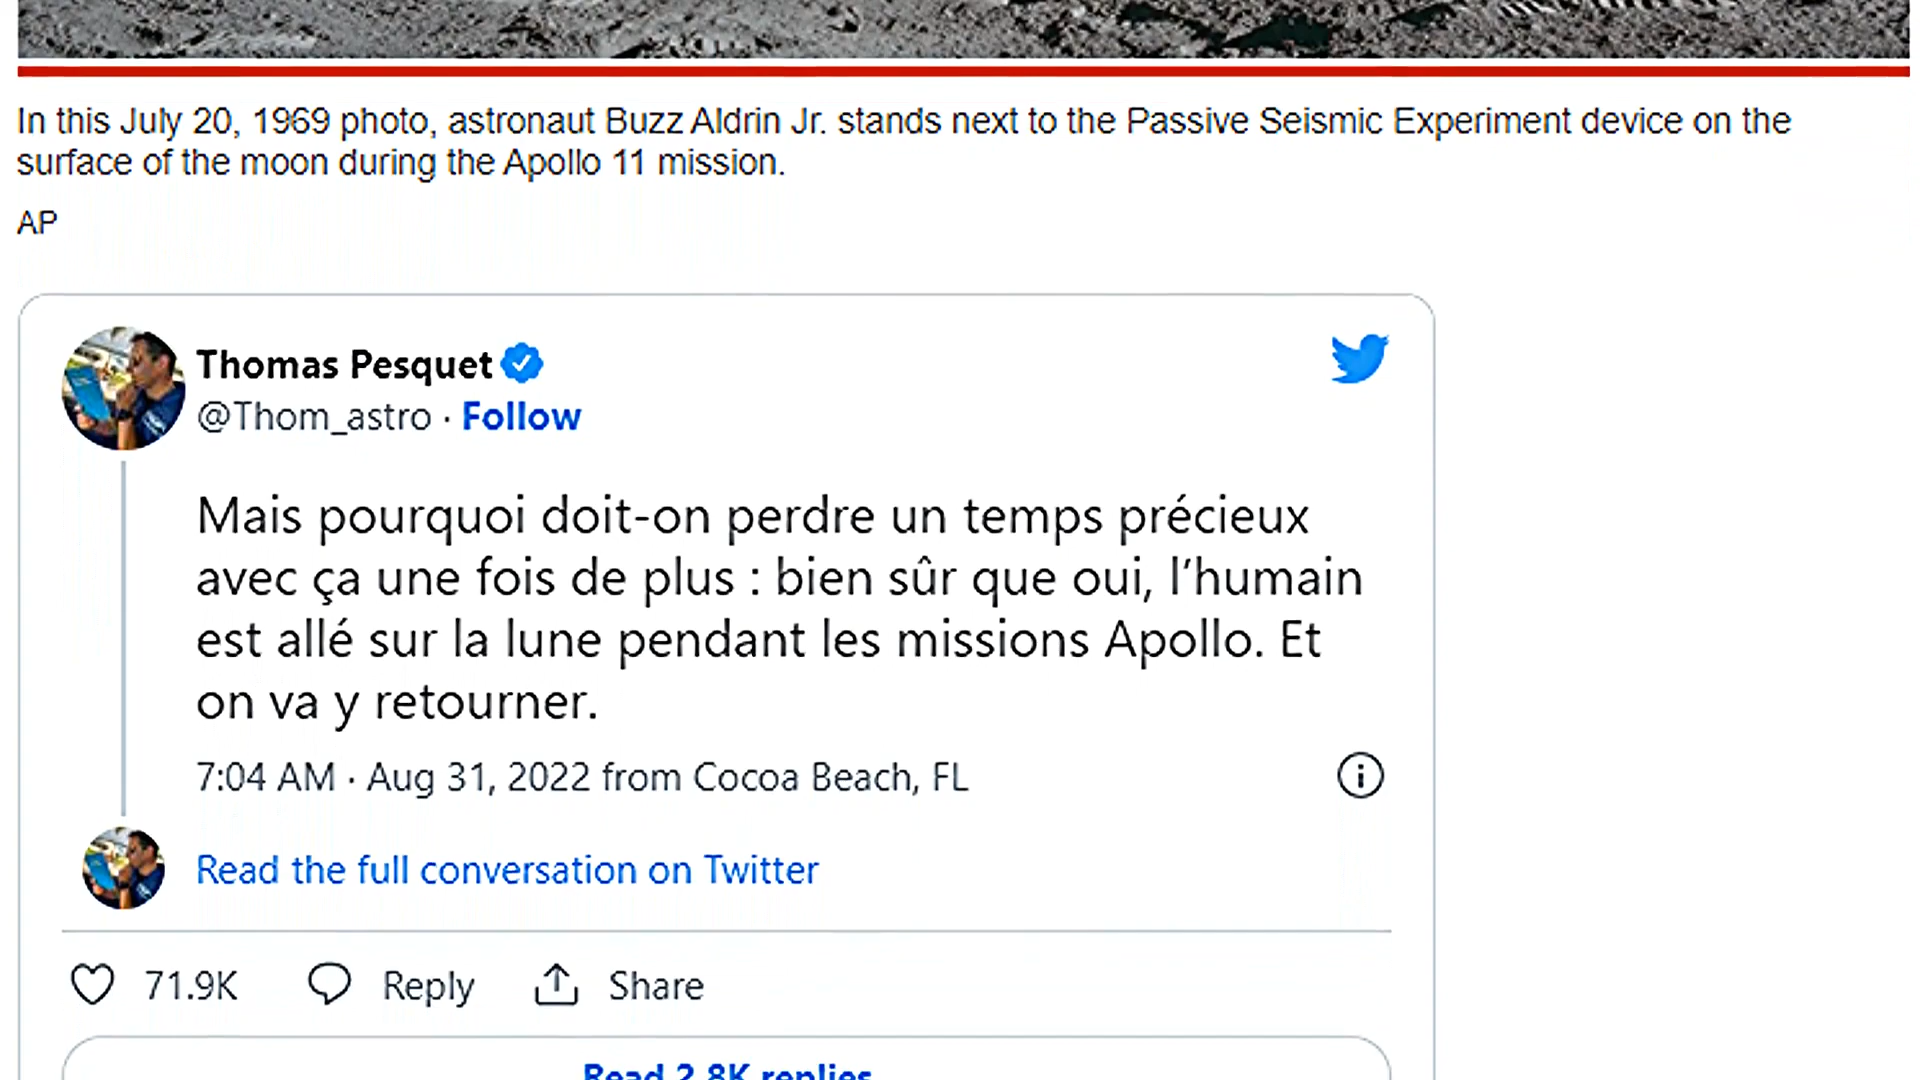 In this July 20, 1969 photo, astronaut Buzz Aldrin Jr. stands next to the Passive Seismic Experiment device on the
surface of the moon during the Apollo 11 mission.
AP
Thomas Pesquet
@Thom_astro · Follow
Mais pourquoi doit-on perdre un temps précieux
avec ça une fois de plus : bien sûr que oui, l’humain
est allé sur la lune pendant les missions Apollo. Et
on va y retourner.
7:04 AM · Aug 31, 2022 from Cocoa Beach, FL
Read the full conversation on Twitter
71.9K Reply Share
Read 2.8K replies